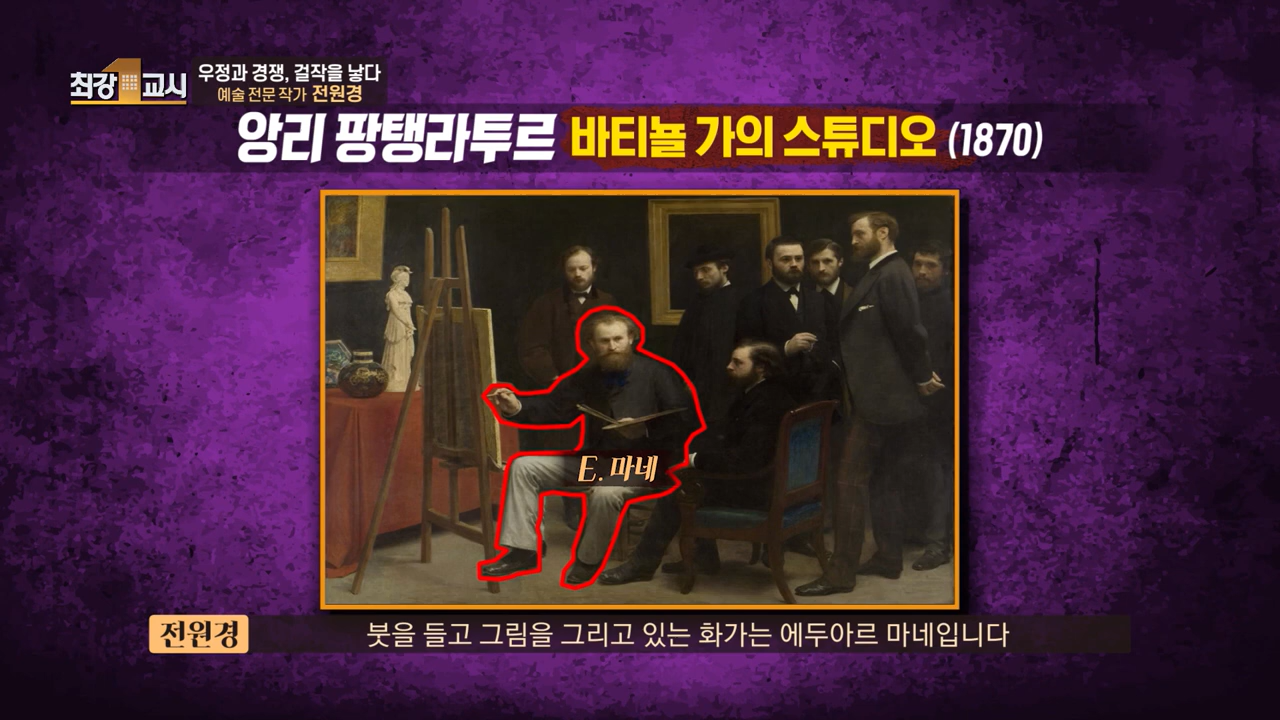 최강1교시
우정과 경쟁, 걸작을 낳다
예술 전문 작가 전원경
앙리 팡탱라투르 바티뇰 가의 스튜디오 (1870)
E. 마네
전원경
붓을 들고 그림을 그리고 있는 화가는 에두아르 마네입니다